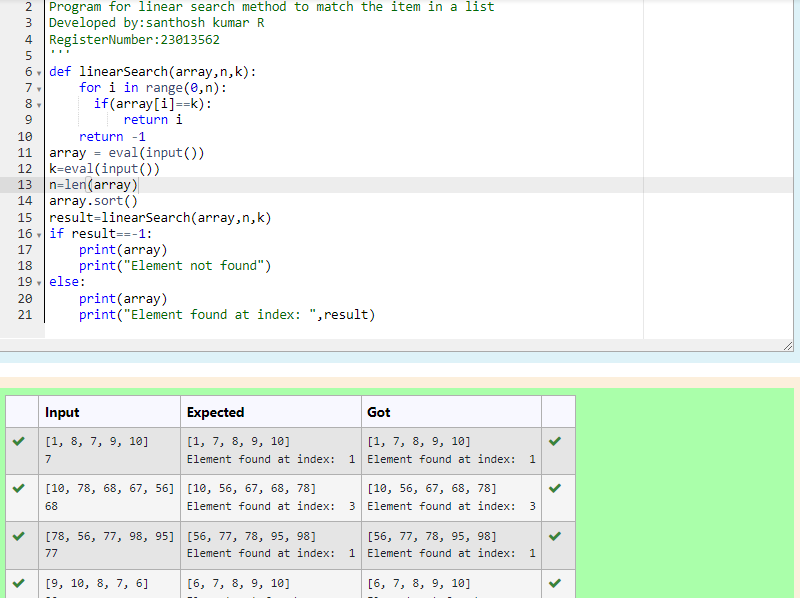 2 Program for linear search method to match the item in a list
3 Developed by:santhosh kumar R
4 RegisterNumber:23013562
5 '''
6 def linearSearch(array,n,k):
7     for i in range(0,n):
8       if(array[i]==k):
9           return i
10     return -1
11 array = eval(input())
12 k=eval(input())
13 n=len(array)
14 array.sort()
15 result=linearSearch(array,n,k)
16 if result==-1:
17     print(array)
18     print("Element not found")
19 else:
20     print(array)
21     print("Element found at index: ",result)
Input Expected Got
[1, 8, 7, 9, 10] [1, 7, 8, 9, 10] [1, 7, 8, 9, 10]
7 Element found at index:  1 Element found at index:  1
[10, 78, 68, 67, 56] [10, 56, 67, 68, 78] [10, 56, 67, 68, 78]
68 Element found at index:  3 Element found at index:  3
[78, 56, 77, 98, 95] [56, 77, 78, 95, 98] [56, 77, 78, 95, 98]
77 Element found at index:  1 Element found at index:  1
[9, 10, 8, 7, 6] [6, 7, 8, 9, 10] [6, 7, 8, 9, 10]